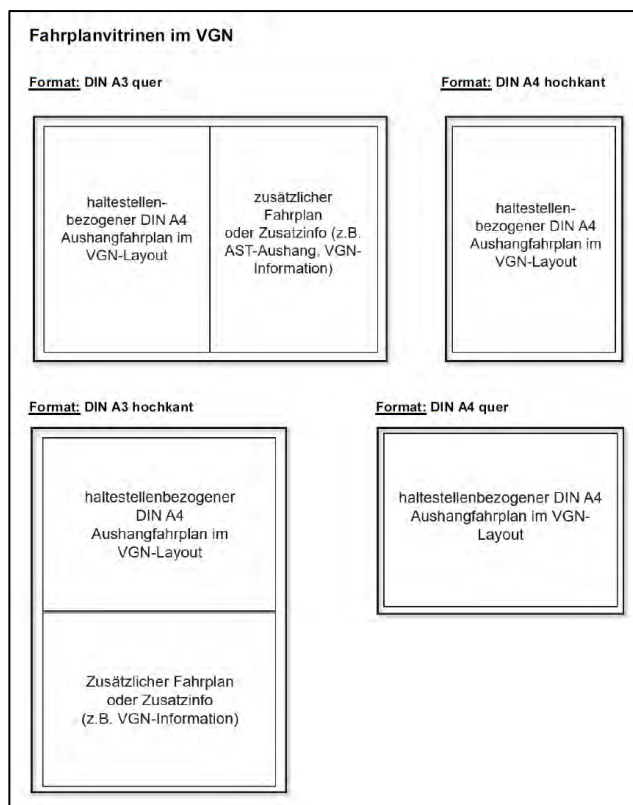 Fahrplanvitrinen im VGN
Format: DIN A3 quer
haltestellen-
bezogener DIN A4
Aushangfahrplan im
VGN-Layout
zusätzlicher
Fahrplan
oder Zusatzinfo (z.B.
AST-Aushang, VGN-
Information)
Format: DIN A4 hochkant
haltestellen-
bezogener DIN A4
Aushangfahrplan im
VGN-Layout
Format: DIN A3 hochkant
haltestellenbezogener
DIN A4
Aushangfahrplan im
VGN-Layout
Zusätzlicher Fahrplan
oder Zusatzinfo
(z.B. VGN-Information)
Format: DIN A4 quer
haltestellenbezogener DIN A4
Aushangfahrplan im VGN-
Layout